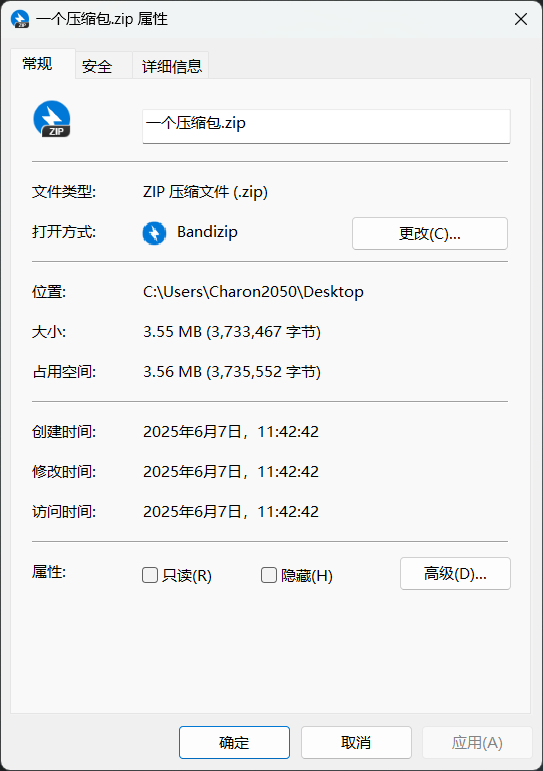 一个压缩包.zip 属性
常规 安全 详细信息
ZIP
一个压缩包.zip
文件类型: ZIP 压缩文件 (.zip)
打开方式: Bandizip 更改(C)...
位置: C:\Users\Charon2050\Desktop
大小: 3.55 MB (3,733,467 字节)
占用空间: 3.56 MB (3,735,552 字节)
创建时间: 2025年6月7日，11:42:42
修改时间: 2025年6月7日，11:42:42
访问时间: 2025年6月7日，11:42:42
属性: 只读(R) 隐藏(H) 高级(D)...
确定 取消 应用(A)